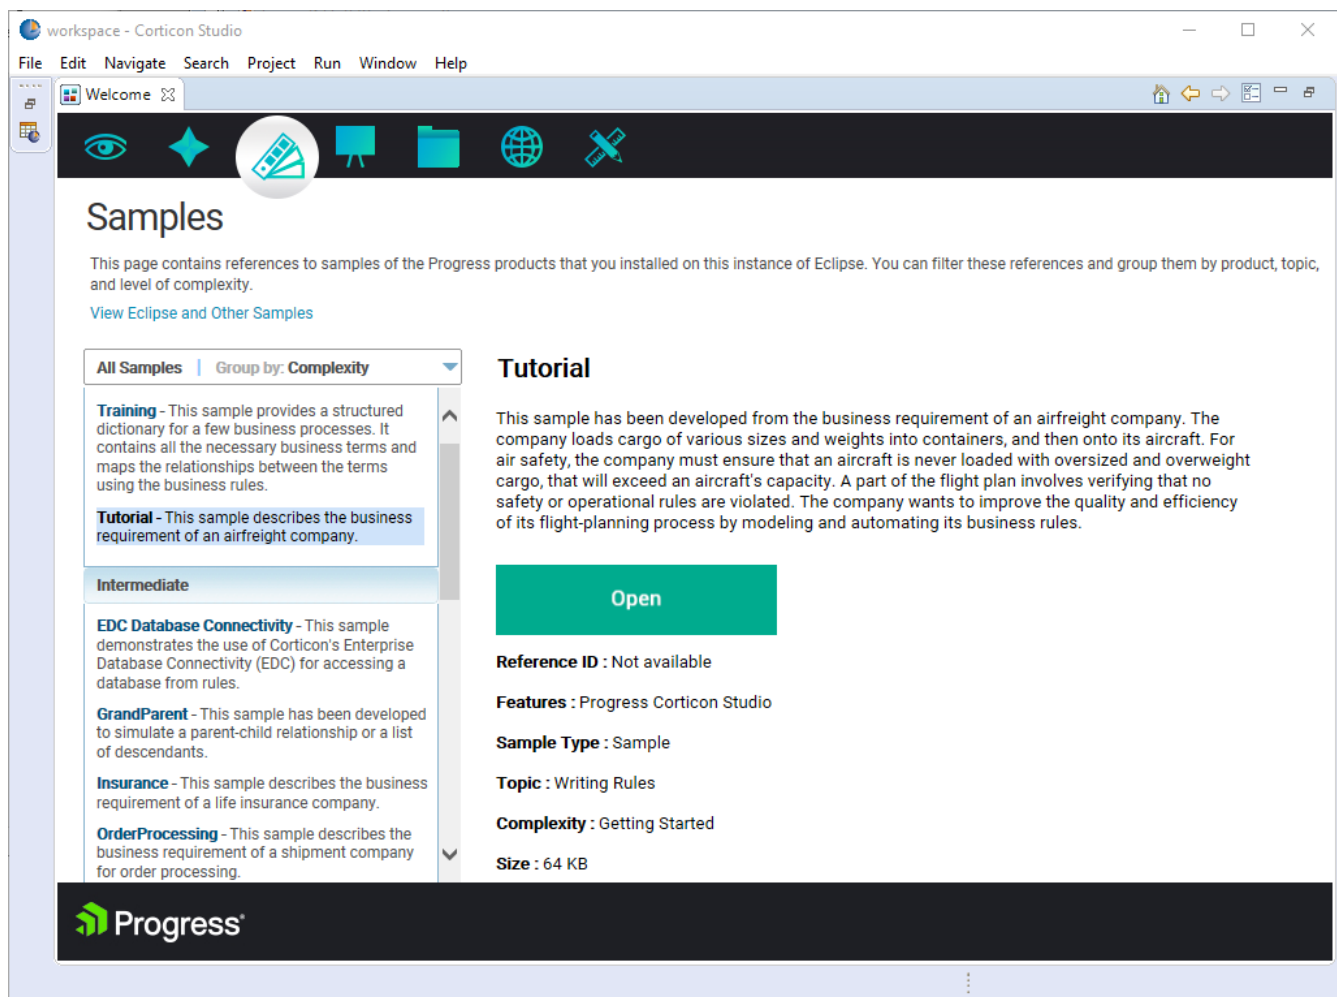 workspace - Corticon Studio
File Edit Navigate Search Project Run Window Help
Welcome
Samples
This page contains references to samples of the Progress products that you installed on this instance of Eclipse. You can filter these references and group them by product, topic,
and level of complexity.
View Eclipse and Other Samples
All Samples | Group by: Complexity
Training - This sample provides a structured
dictionary for a few business processes. It
contains all the necessary business terms and
maps the relationships between the terms
using the business rules.
Tutorial - This sample describes the business
requirement of an airfreight company.
Intermediate
EDC Database Connectivity - This sample
demonstrates the use of Corticon's Enterprise
Database Connectivity (EDC) for accessing a
database from rules.
GrandParent - This sample has been developed
to simulate a parent-child relationship or a list
of descendants.
Insurance - This sample describes the business
requirement of a life insurance company.
OrderProcessing - This sample describes the
business requirement of a shipment company
for order processing.
Tutorial
This sample has been developed from the business requirement of an airfreight company. The
company loads cargo of various sizes and weights into containers, and then onto its aircraft. For
air safety, the company must ensure that an aircraft is never loaded with oversized and overweight
cargo, that will exceed an aircraft's capacity. A part of the flight plan involves verifying that no
safety or operational rules are violated. The company wants to improve the quality and efficiency
of its flight-planning process by modeling and automating its business rules.
Open
Reference ID : Not available
Features : Progress Corticon Studio
Sample Type : Sample
Topic : Writing Rules
Complexity : Getting Started
Size : 64 KB
Progress®